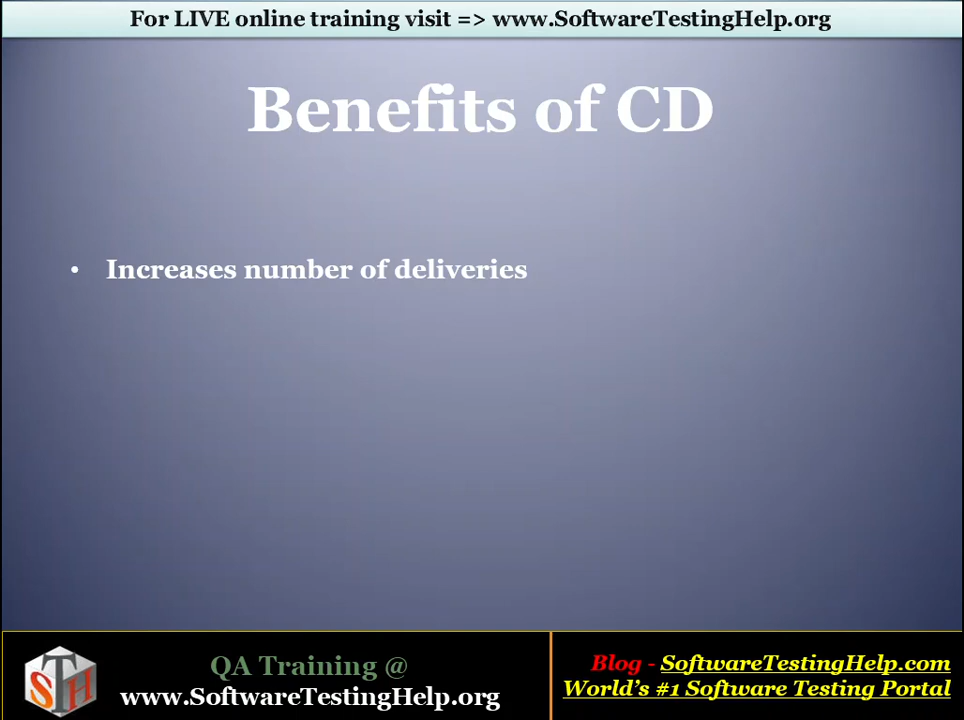 For LIVE online training visit => www.SoftwareTestingHelp.org
Benefits of CD
• Increases number of deliveries
STH
QA Training @
www.SoftwareTestingHelp.org
Blog - SoftwareTestingHelp.com
World's #1 Software Testing Portal